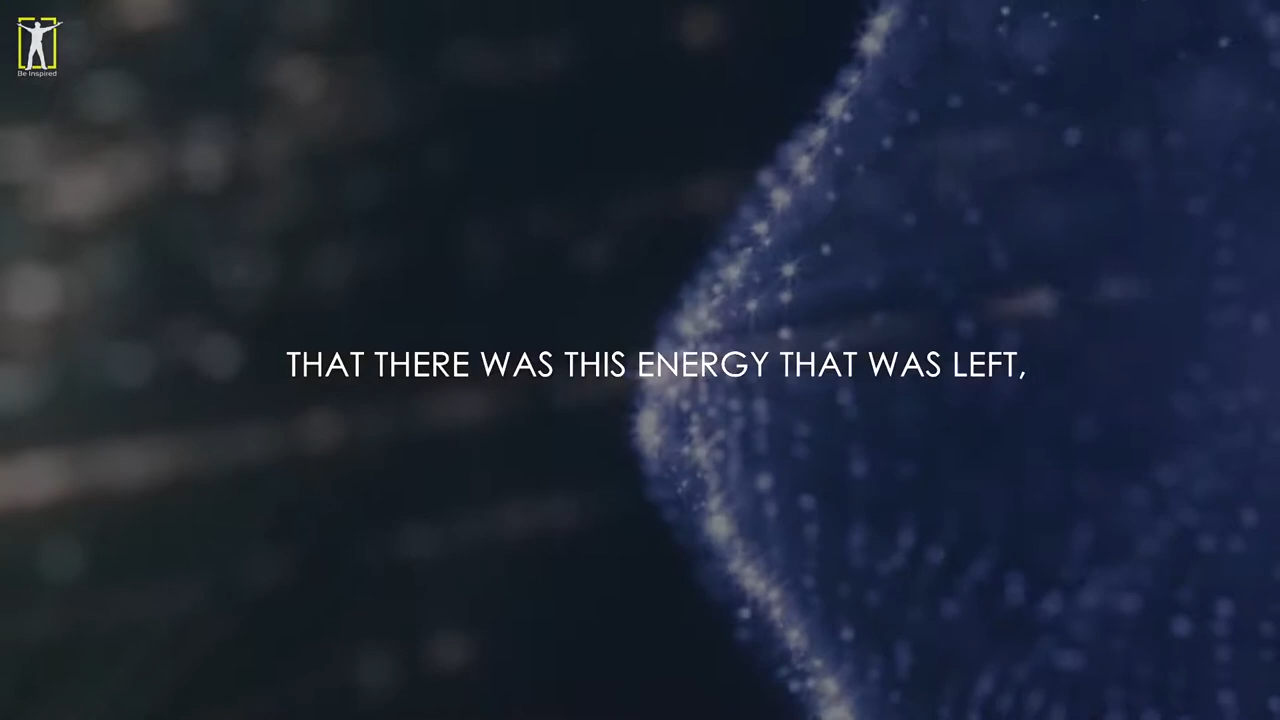 Be Inspired
THAT THERE WAS THIS ENERGY THAT WAS LEFT,